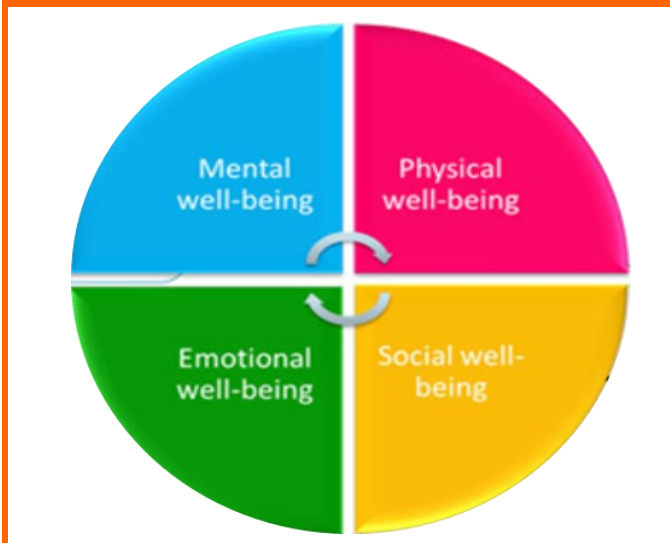 Mental
well-being
Physical
well-being
Emotional
well-being
Social well-
being